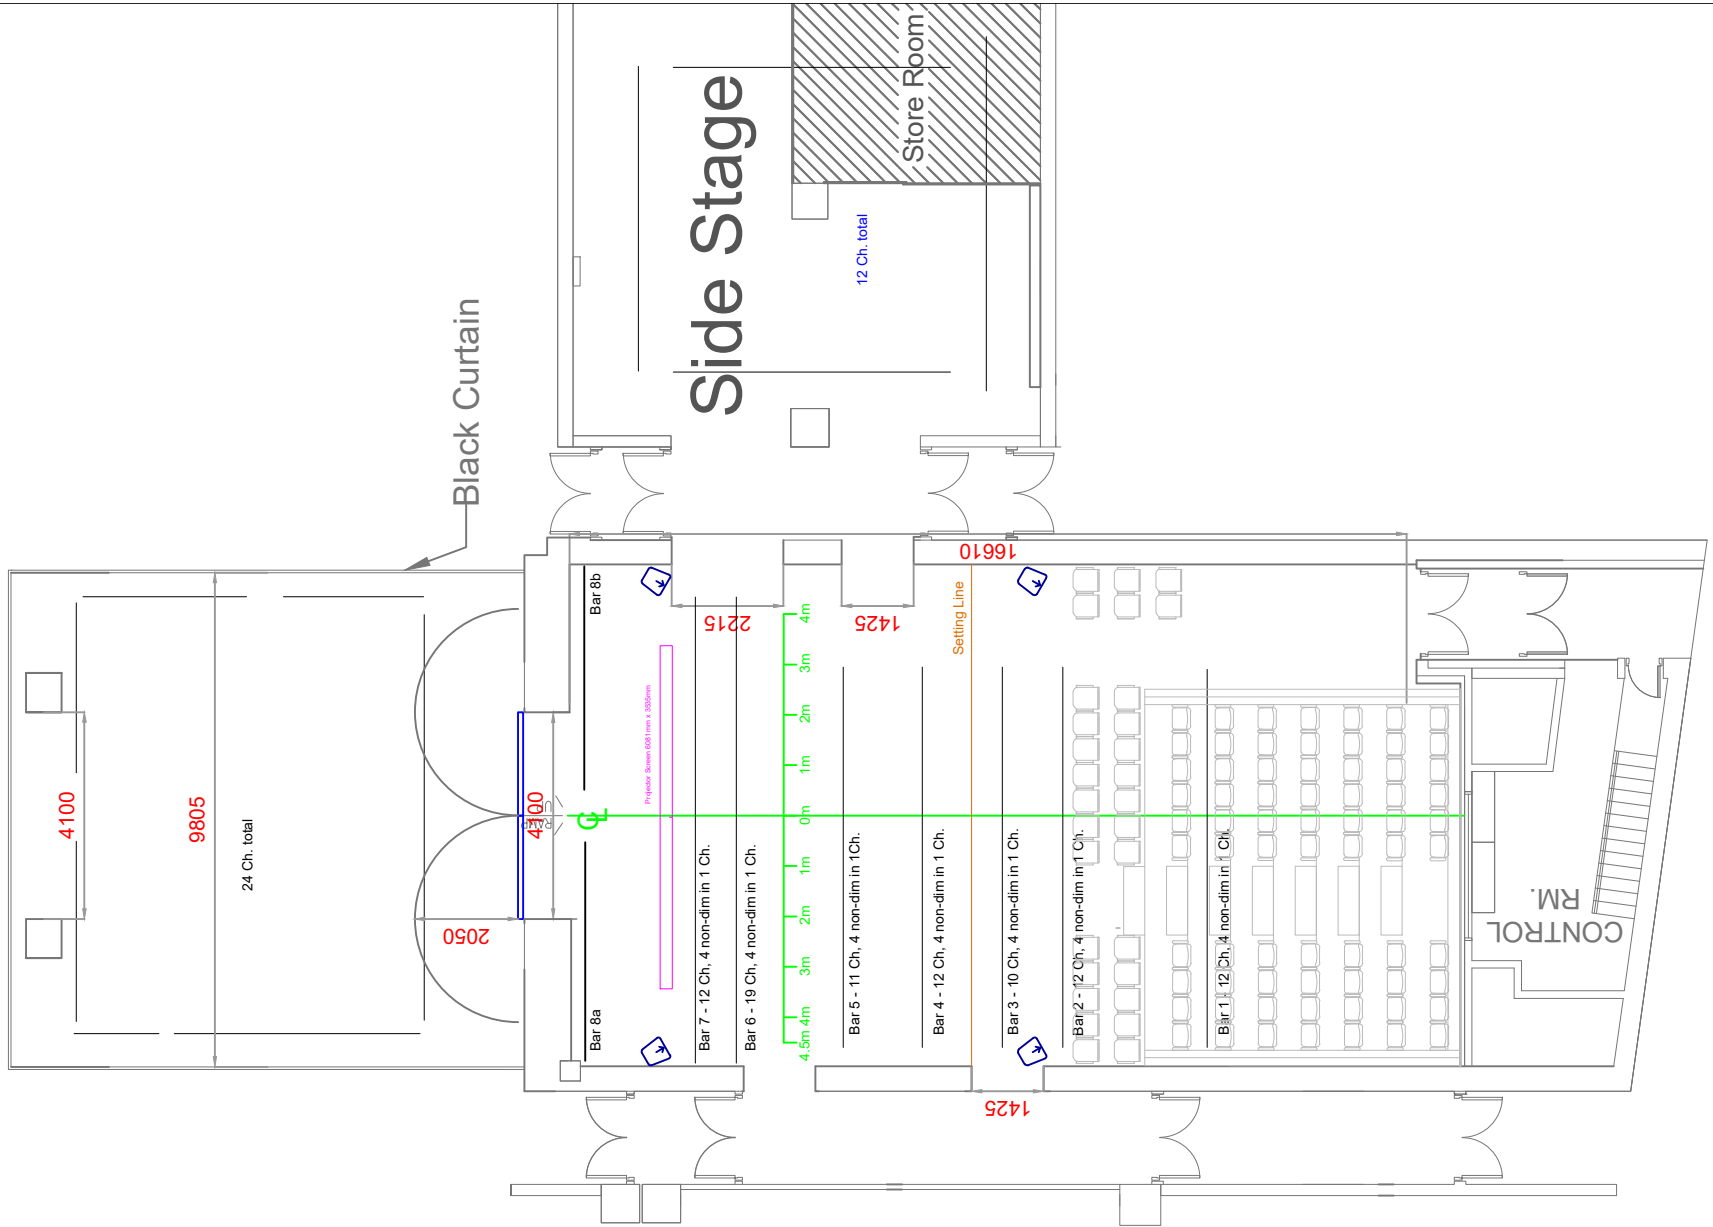 Side Stage
Store Room
12 Ch. total
Black Curtain
4100
9805
24 Ch. total
2050
4100
RAMP
UP
CL
Bar 8b
Bar 8a
Projector Screen 6081mm x 3585mm
Bar 7 - 12 Ch, 4 non-dim in 1 Ch.
Bar 6 - 19 Ch, 4 non-dim in 1 Ch.
2215
4m
3m
2m
1m
0m
1m
2m
3m
4m
4.5m
1425
16610
Setting Line
Bar 5 - 11 Ch, 4 non-dim in 1Ch.
Bar 4 - 12 Ch, 4 non-dim in 1 Ch.
Bar 3 - 10 Ch, 4 non-dim in 1 Ch.
Bar 2 - 12 Ch, 4 non-dim in 1 Ch.
Bar 1 - 12 Ch, 4 non-dim in 1 Ch.
1425
CONTROL
RM.